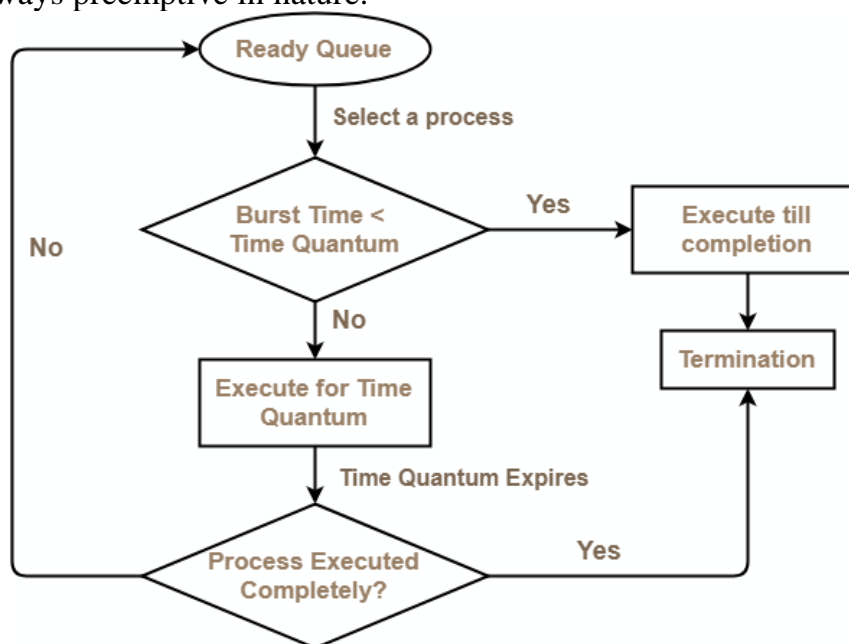 ways preemptive in nature.
Ready Queue
Select a process
Burst Time <
Time Quantum
Yes
Execute till
completion
No
No
Execute for Time
Quantum
Termination
Time Quantum Expires
Process Executed
Completely?
Yes